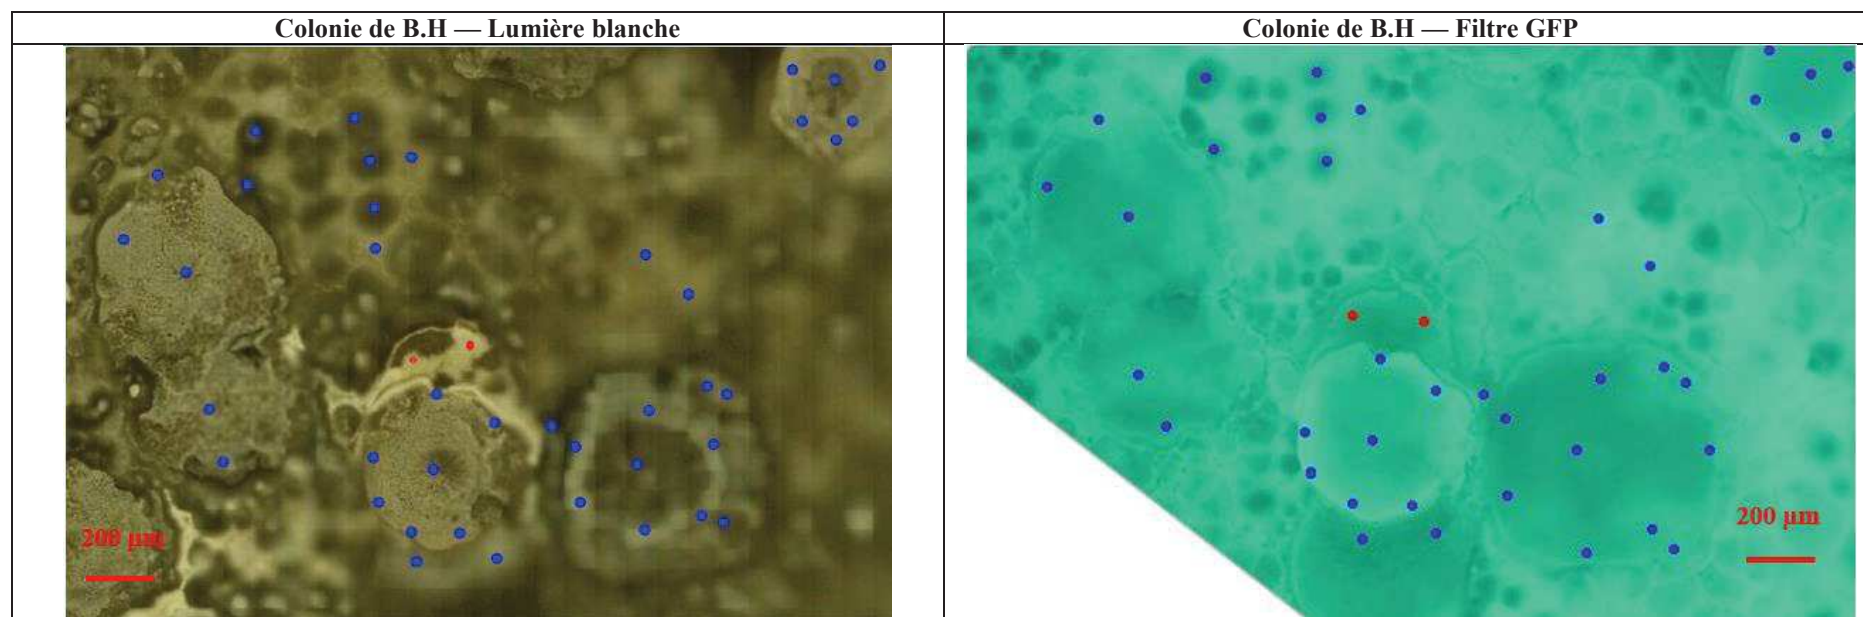 Colonie de B.H — Lumière blanche
Colonie de B.H — Filtre GFP
200 µm
200 µm